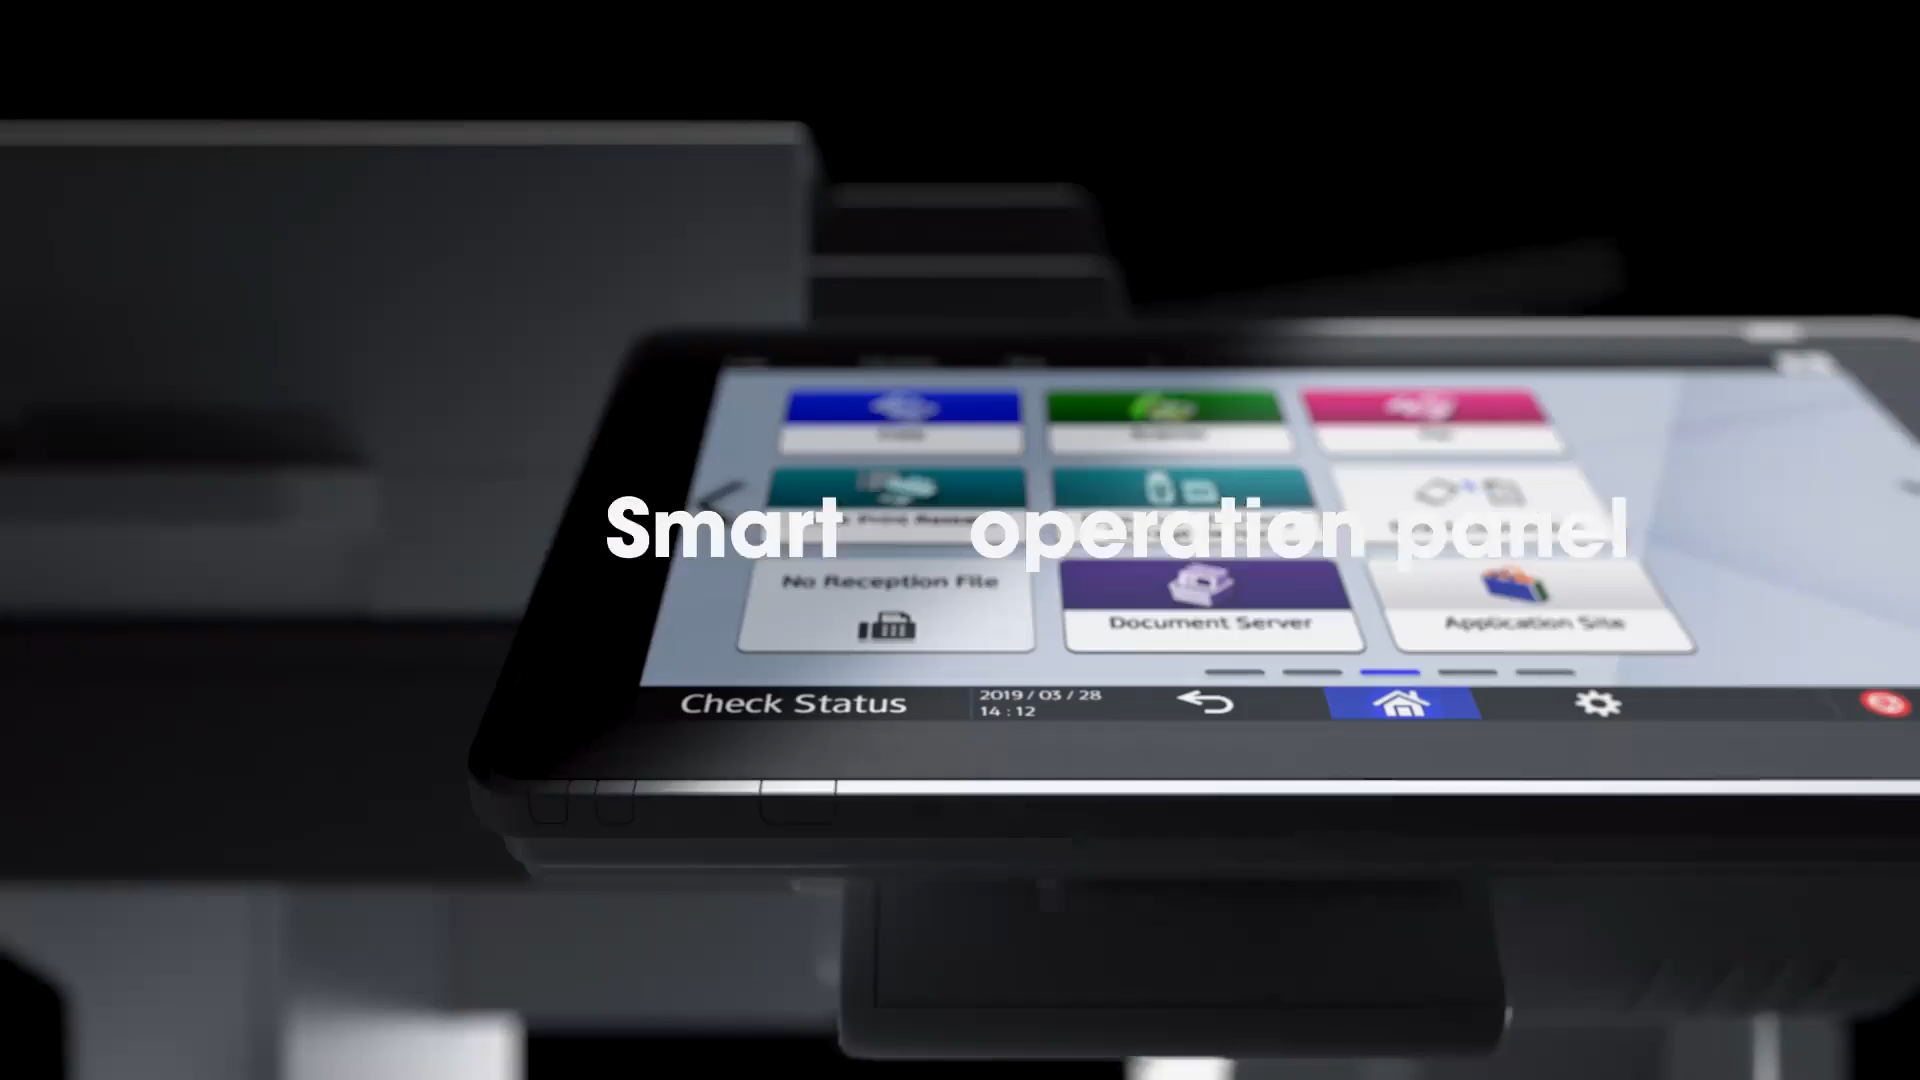 Smart operation panel
No Reception File
Document Server
Application Site
Check Status
2019 / 03 / 28
14 : 12